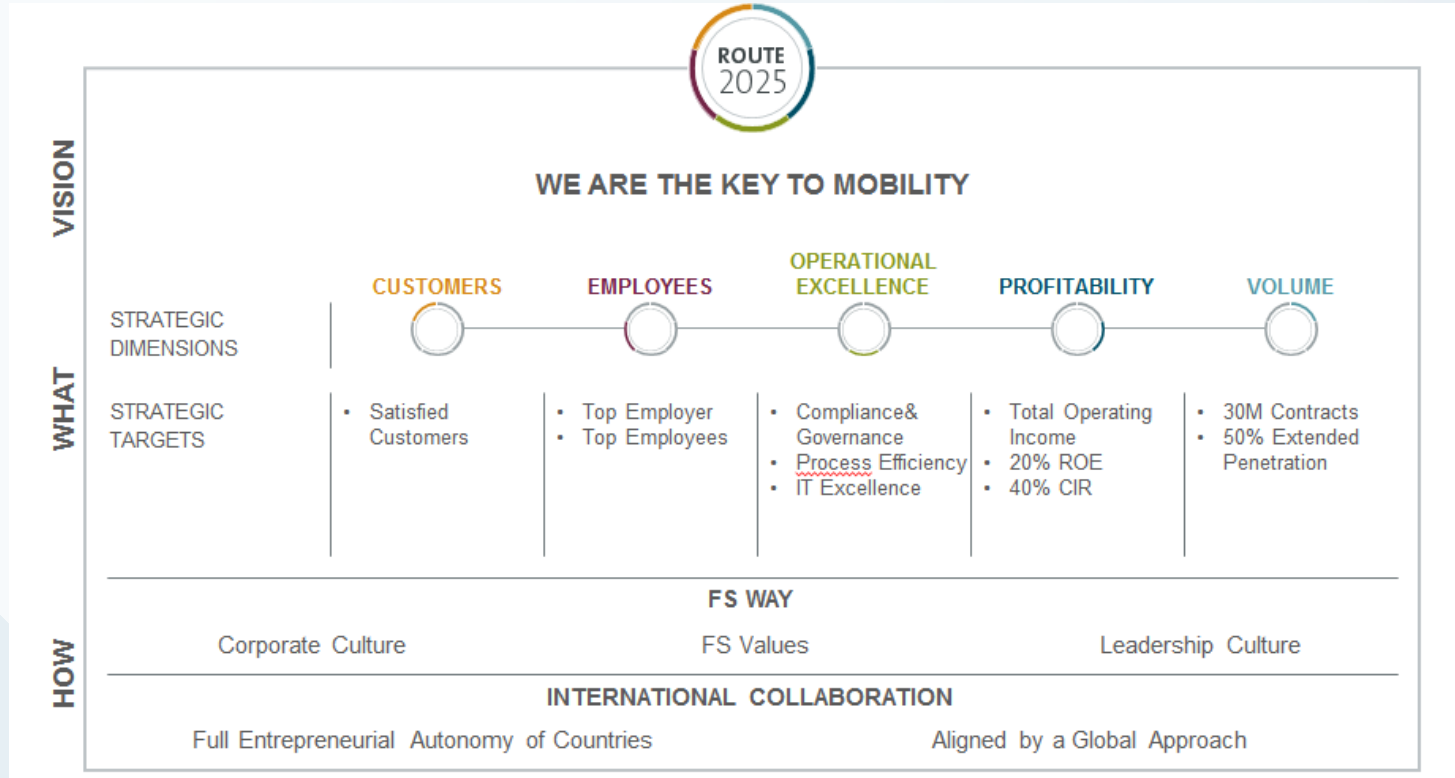 ROUTE
2025
VISION
WE ARE THE KEY TO MOBILITY
WHAT
STRATEGIC
DIMENSIONS
CUSTOMERS
EMPLOYEES
OPERATIONAL
EXCELLENCE
PROFITABILITY
VOLUME
STRATEGIC
TARGETS
• Satisfied
Customers
• Top Employer
• Top Employees
• Compliance&
Governance
• Process Efficiency
• IT Excellence
• Total Operating
Income
• 20% ROE
• 40% CIR
• 30M Contracts
• 50% Extended
Penetration
HOW
FS WAY
Corporate Culture
FS Values
Leadership Culture
INTERNATIONAL COLLABORATION
Full Entrepreneurial Autonomy of Countries
Aligned by a Global Approach